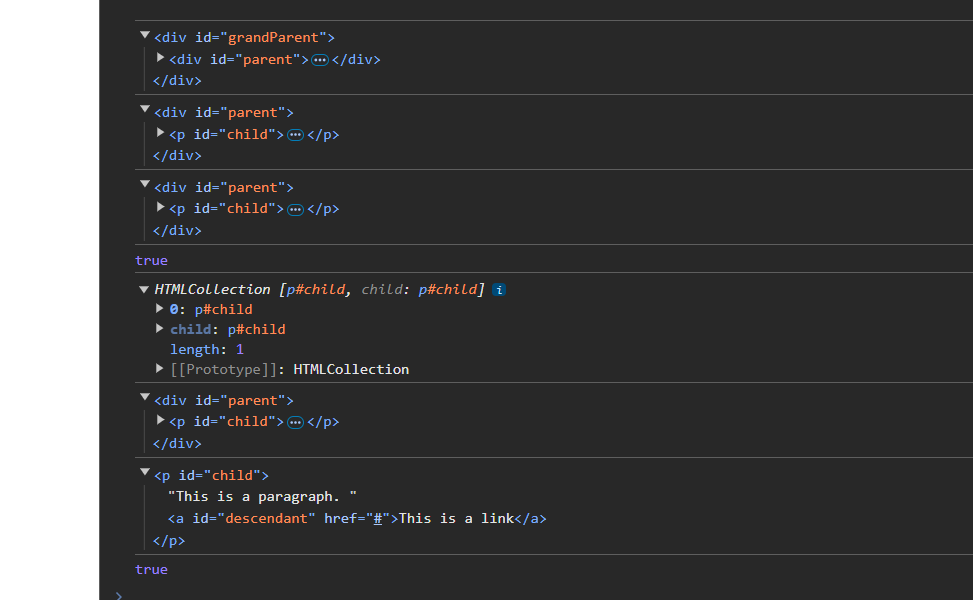 <div id="grandParent">
<div id="parent">…</div>
</div>
<div id="parent">
<p id="child">…</p>
</div>
<div id="parent">
<p id="child">…</p>
</div>
true
HTMLCollection [p#child, child: p#child] i
0: p#child
child: p#child
length: 1
[[Prototype]]: HTMLCollection
<div id="parent">
<p id="child">…</p>
</div>
<p id="child">
"This is a paragraph. "
<a id="descendant" href="#">This is a link</a>
</p>
true